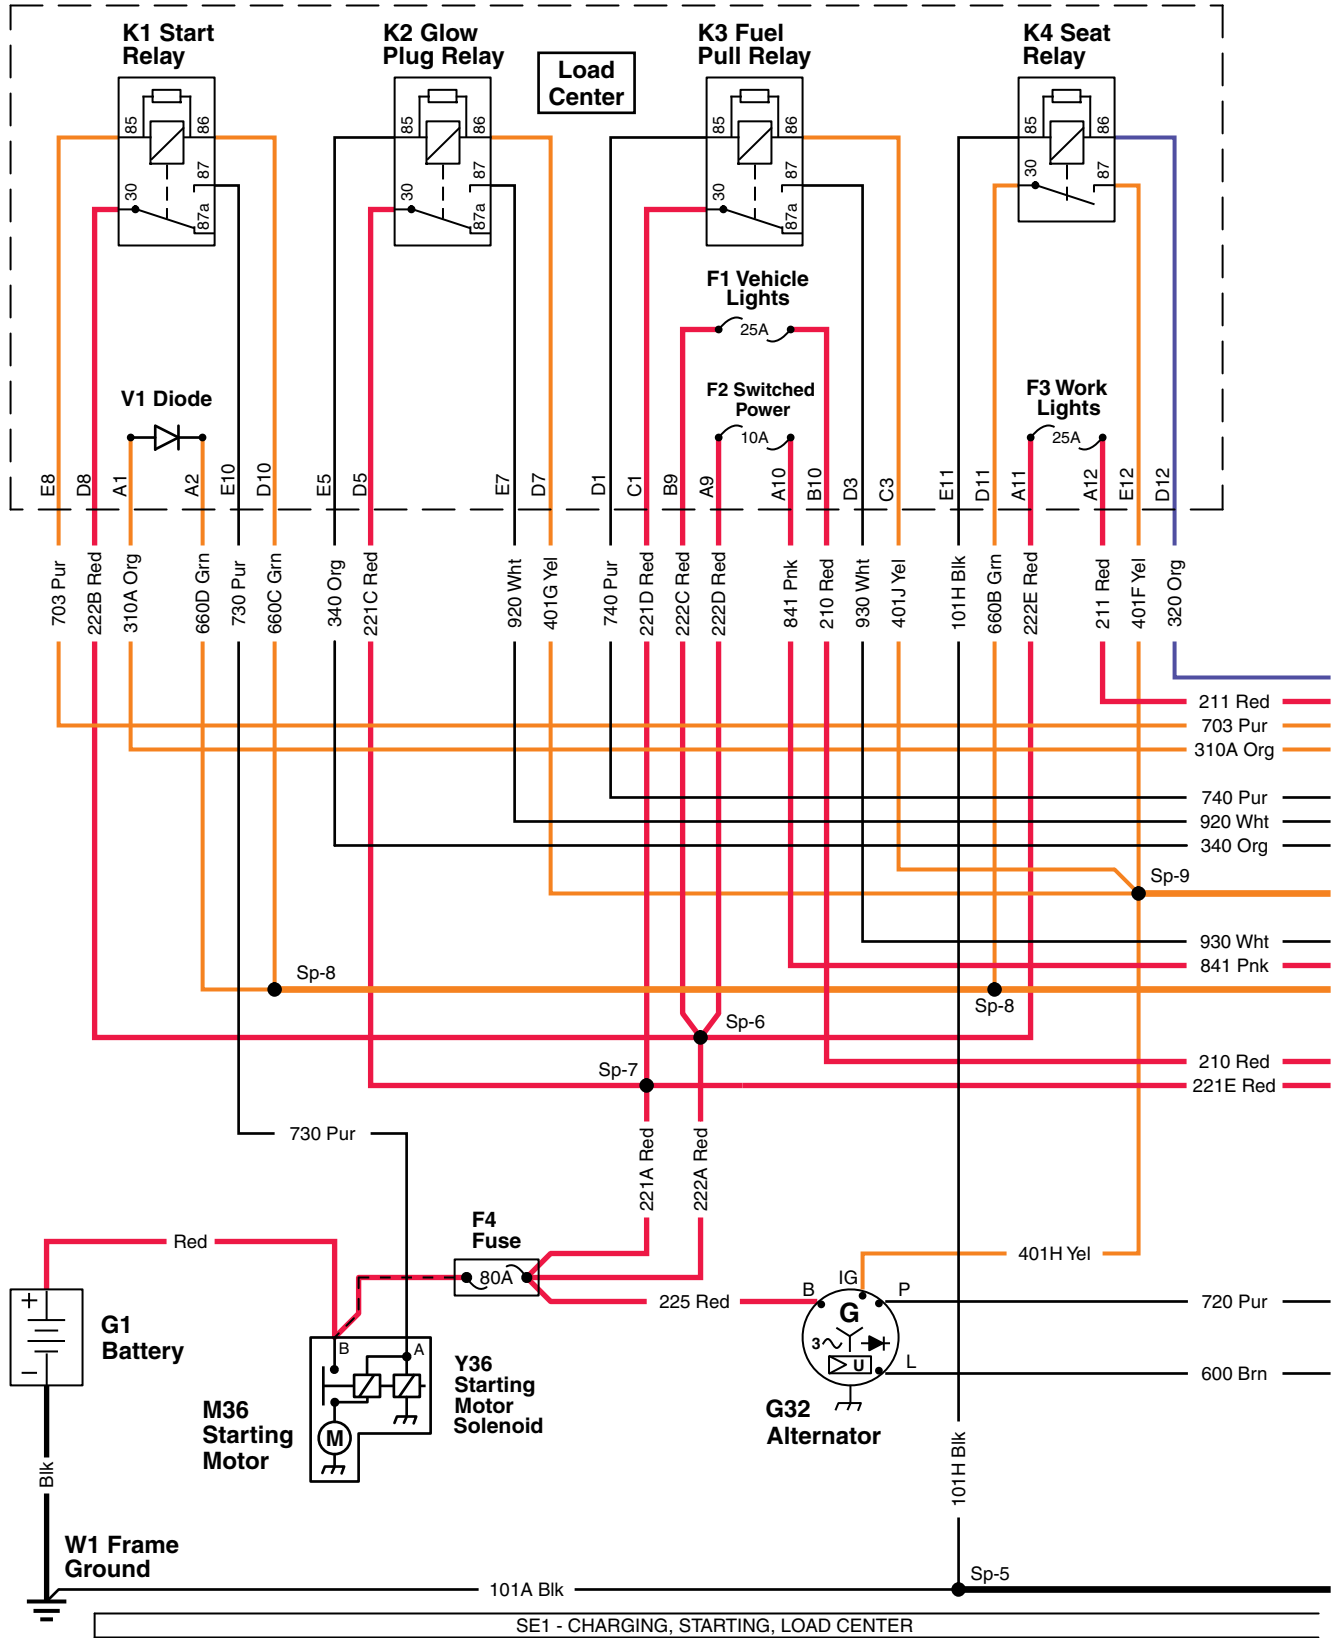 K1 Start
Relay
K2 Glow
Plug Relay
Load
Center
K3 Fuel
Pull Relay
K4 Seat
Relay
85
86
30
87
87a
85
86
30
87
87a
85
86
30
87
87a
85
86
30
87
F1 Vehicle
Lights
25A
V1 Diode
F2 Switched
Power
10A
F3 Work
Lights
25A
E8
D8
A1
A2
E10
D10
E5
D5
E7
D7
D1
C1
B9
A9
A10
B10
D3
C3
E11
D11
A11
A12
E12
D12
703 Pur
222B Red
310A Org
660D Grn
730 Pur
660C Grn
340 Org
221C Red
920 Wht
401G Yel
740 Pur
221D Red
222C Red
222D Red
841 Pnk
210 Red
930 Wht
401J Yel
101H Blk
660B Grn
222E Red
211 Red
401F Yel
320 Org
211 Red
703 Pur
310A Org
740 Pur
920 Wht
340 Org
Sp-9
930 Wht
841 Pnk
Sp-8
Sp-8
Sp-6
210 Red
Sp-7
221E Red
730 Pur
221A Red
222A Red
Red
F4
Fuse
80A
401H Yel
225 Red
B
IG
P
720 Pur
G
3
U
L
600 Brn
G1
Battery
+
−
B
A
Y36
Starting
Motor
Solenoid
M36
Starting
Motor
M
G32
Alternator
Blk
101H Blk
W1 Frame
Ground
101A Blk
Sp-5
SE1 - CHARGING, STARTING, LOAD CENTER